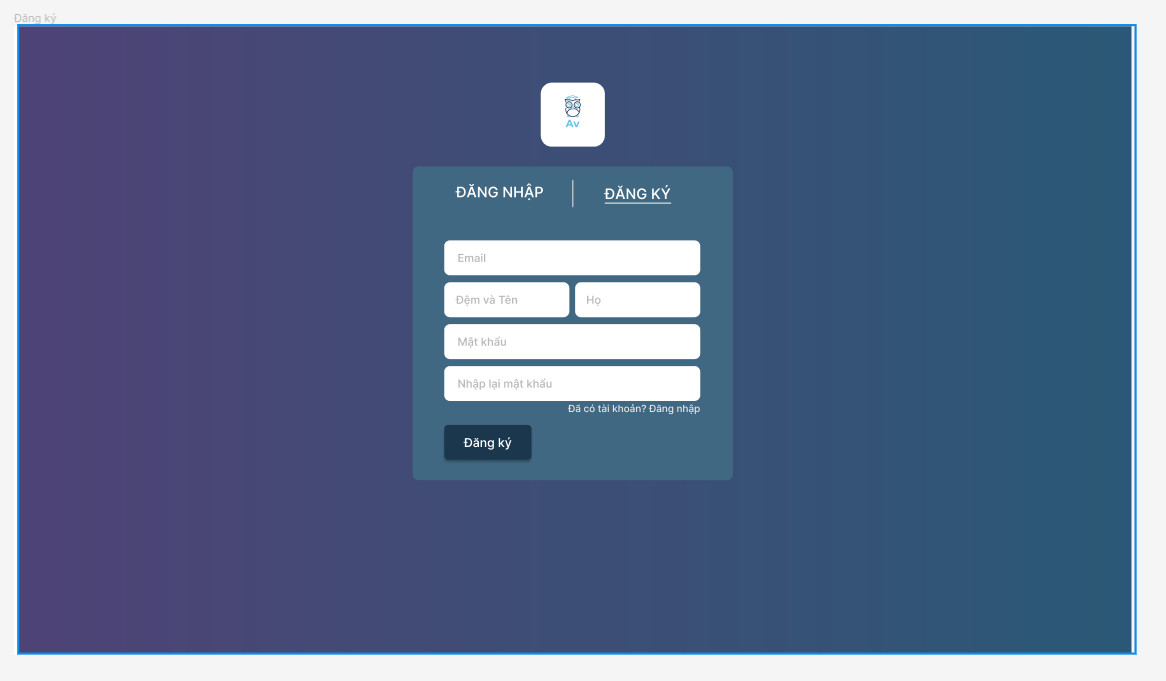 Đăng ký
Av
ĐĂNG NHẬP
ĐĂNG KÝ
Email
Đệm và Tên
Họ
Mật khẩu
Nhập lại mật khẩu
Đã có tài khoản? Đăng nhập
Đăng ký